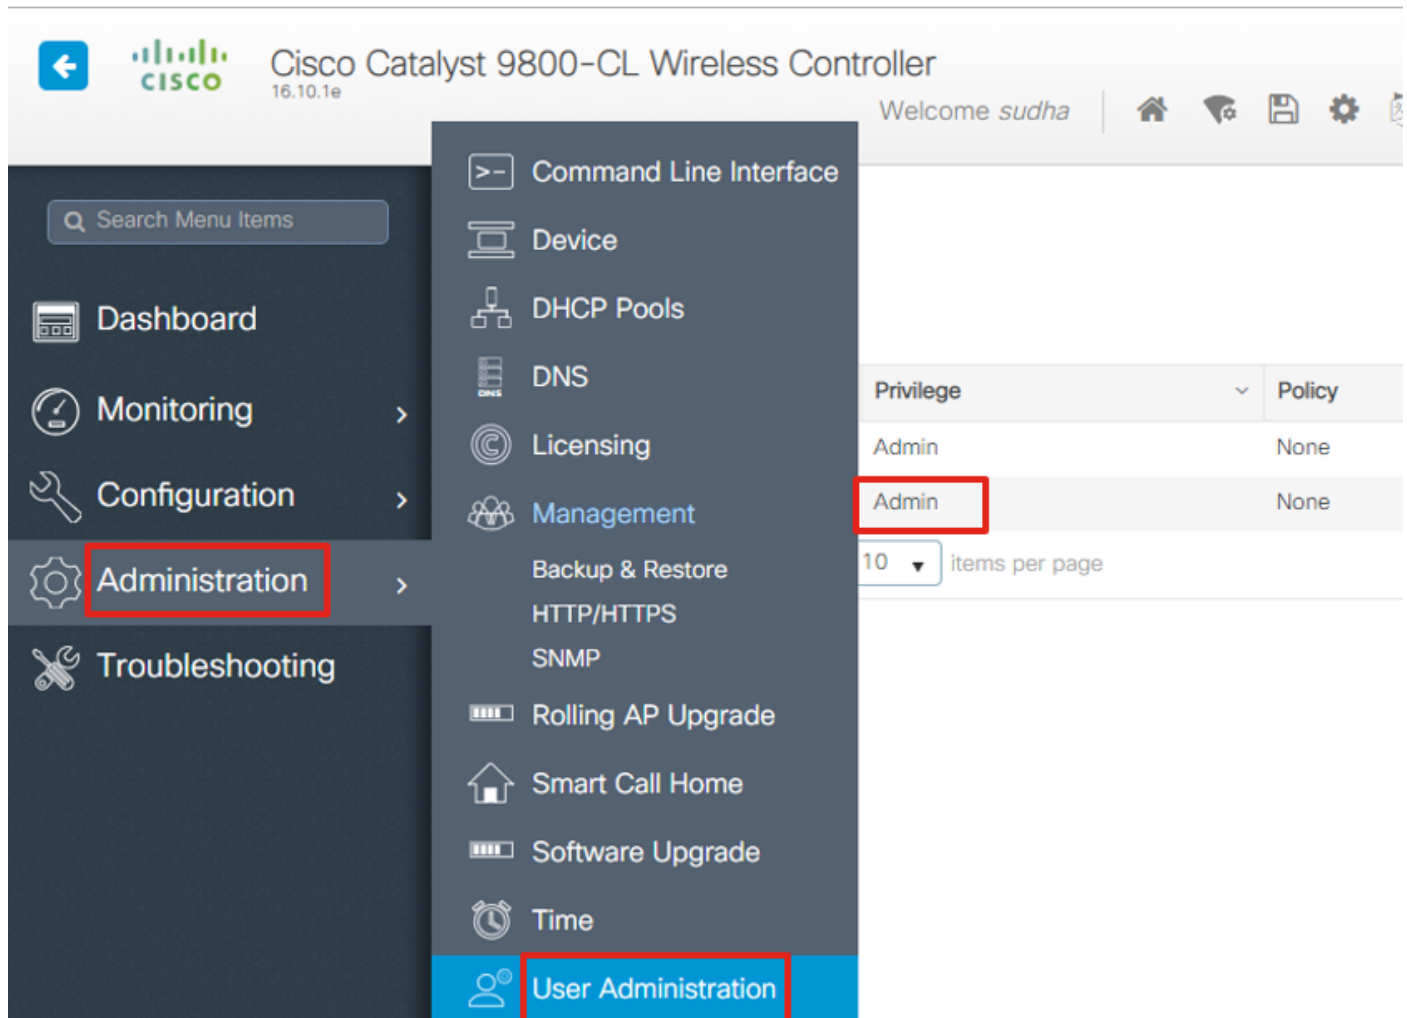 CISCO
Cisco Catalyst 9800-CL Wireless Controller
16.10.1e
Welcome sudha
Search Menu Items
Dashboard
Monitoring
Configuration
Administration
Troubleshooting
Command Line Interface
Device
DHCP Pools
DNS
DNS
Licensing
Management
Backup & Restore
HTTP/HTTPS
SNMP
Rolling AP Upgrade
Smart Call Home
Software Upgrade
Time
User Administration
Privilege Policy
Admin None
Admin None
10 items per page